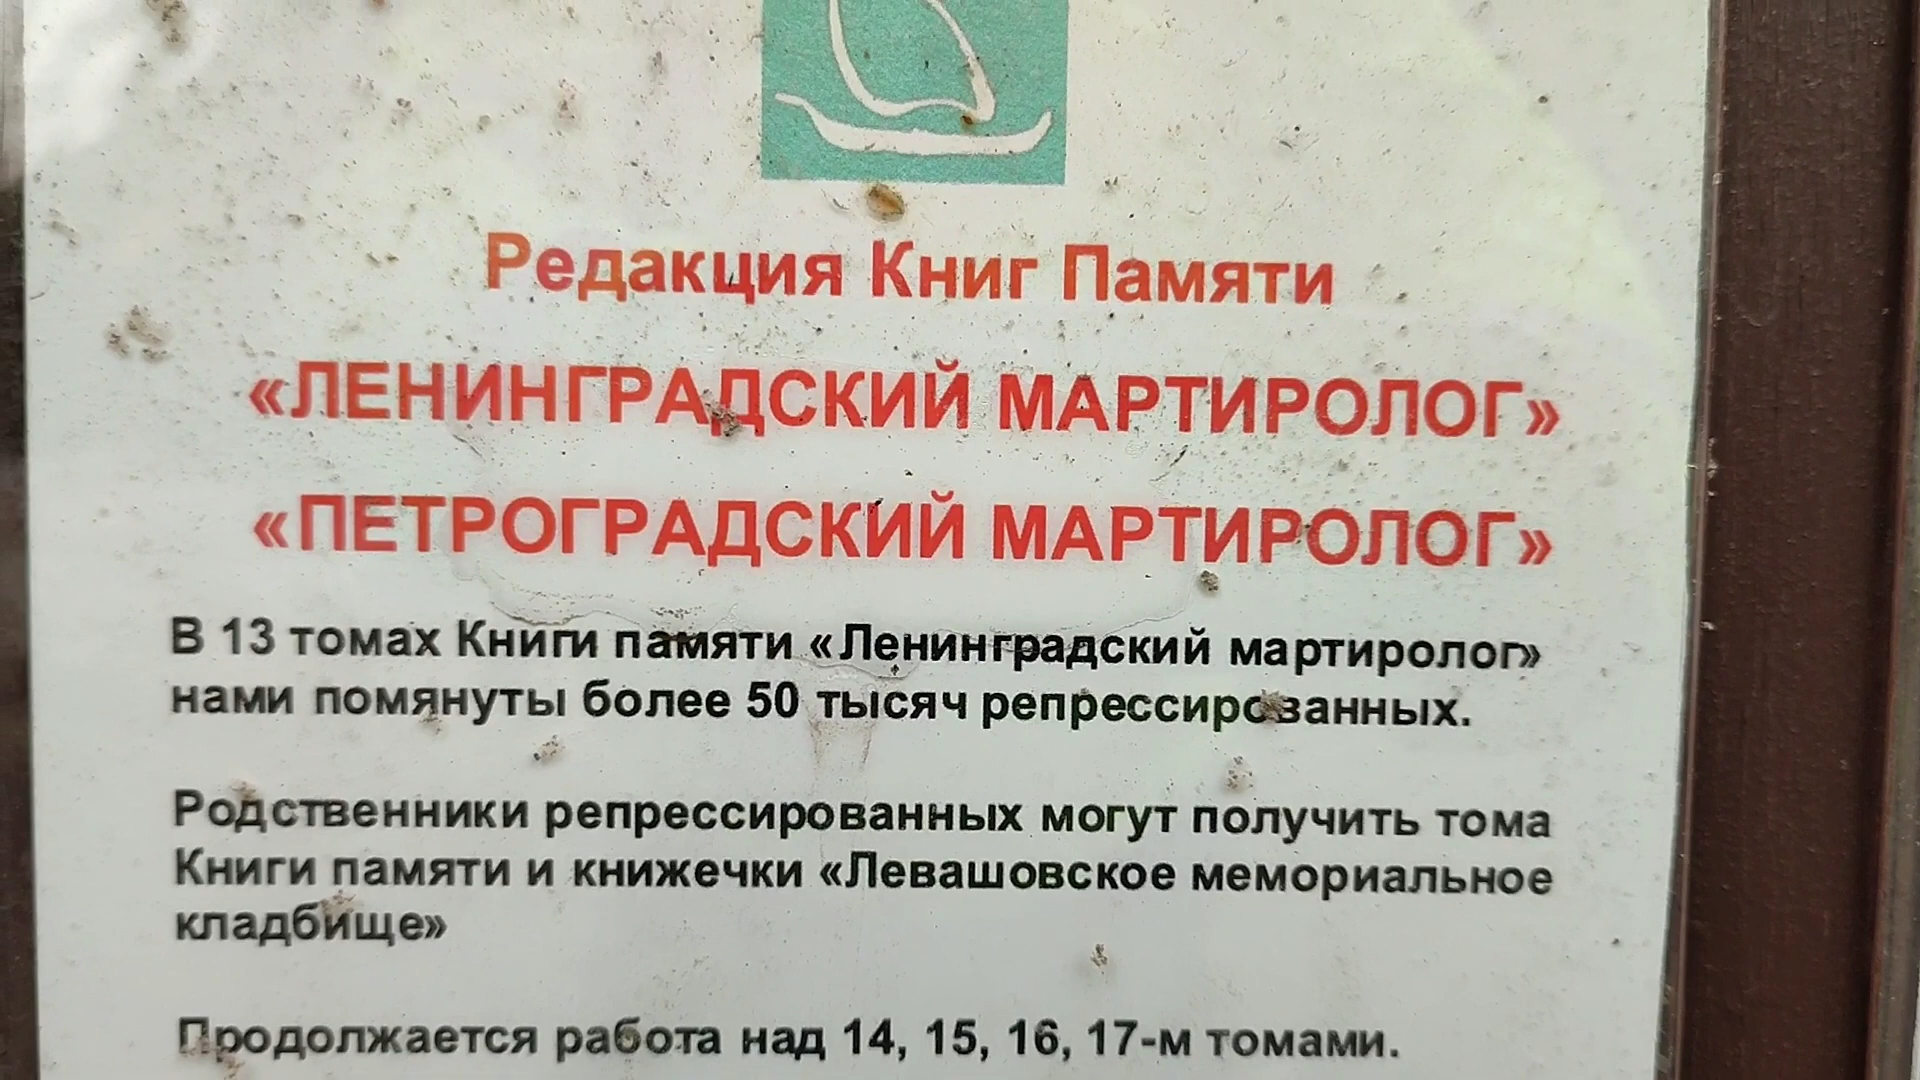 Редакция Книг Памяти
«ЛЕНИНГРАДСКИЙ МАРТИРОЛОГ»
«ПЕТРОГРАДСКИЙ МАРТИРОЛОГ»
В 13 томах Книги памяти «Ленинградский мартиролог»
нами помянуты более 50 тысяч репрессированных.
Родственники репрессированных могут получить тома
Книги памяти и книжечки «Левашовское мемориальное
кладбище»
Продолжается работа над 14, 15, 16, 17-м томами.